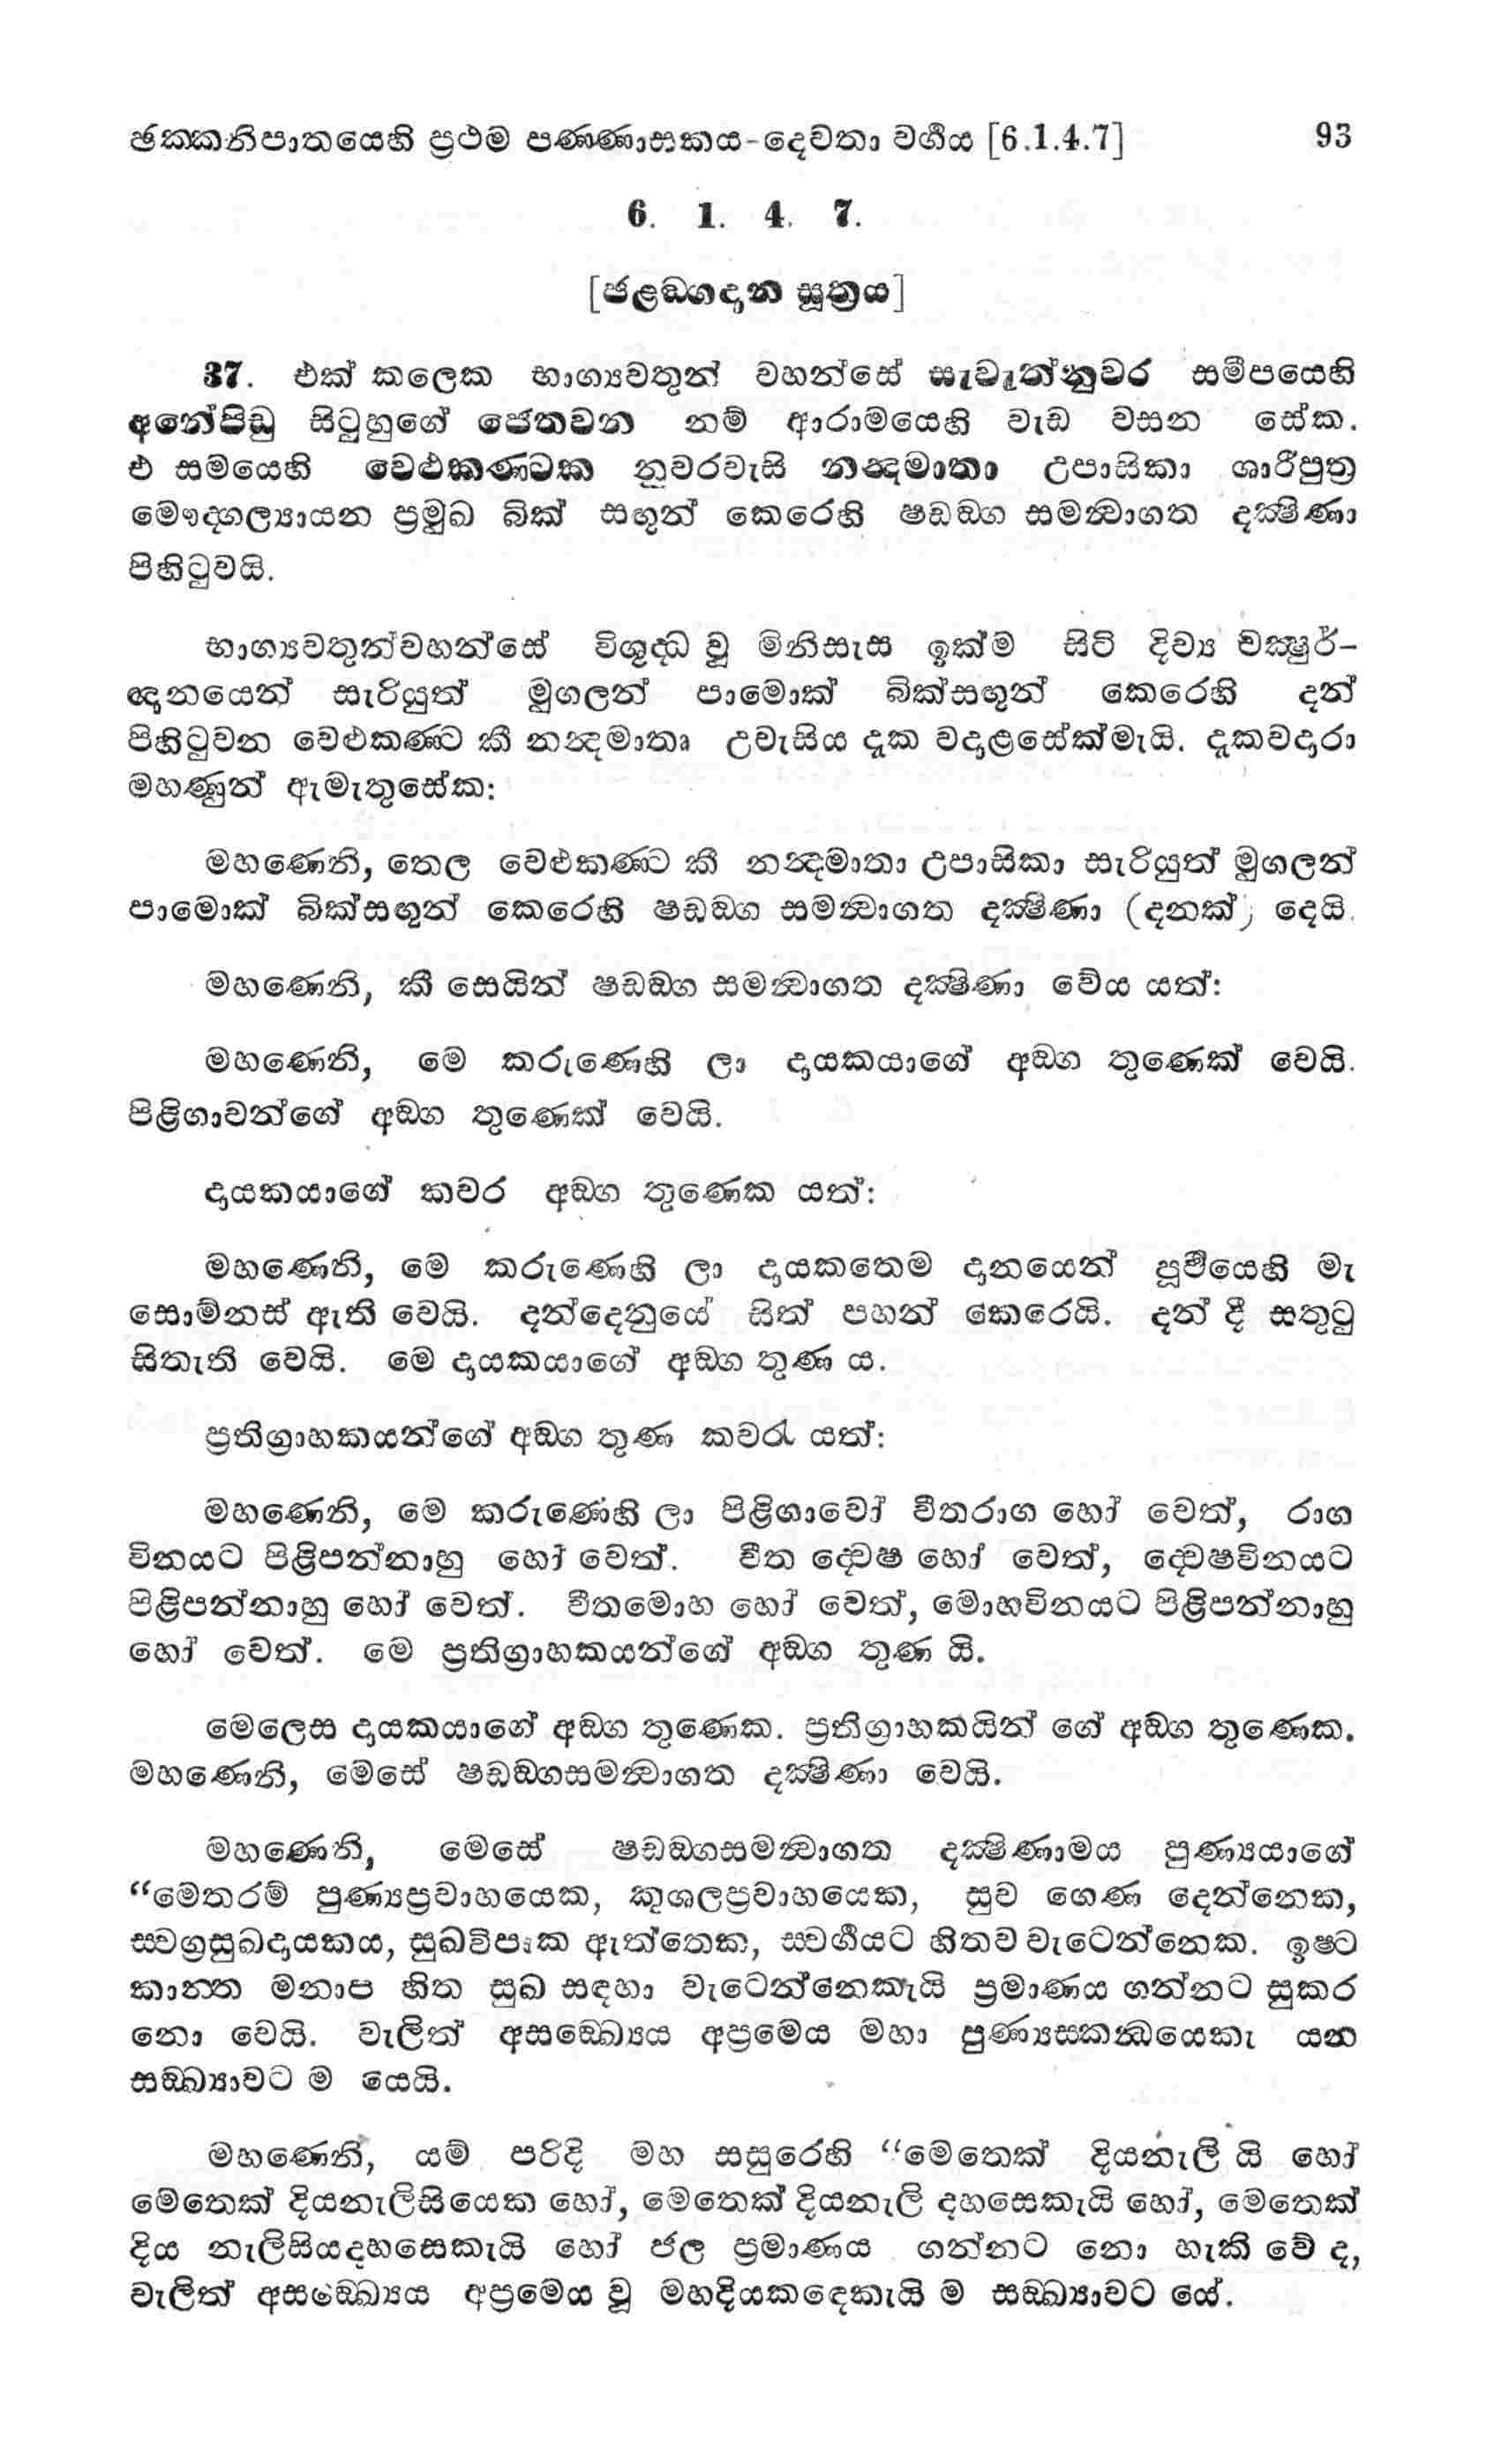 ඡක්කනිපාතයෙහි ප්‍රථම පණ්ණාසකය-දෙවතා වර්‍ගය [6.1.4.7] 93
6. 1. 4. 7.
[ඡළඞ්ගදාන සූත්‍රය]
37. එක් කලෙක භාග්‍යවතුන් වහන්සේ සැවැත්නුවර සමීපයෙහි
අනේපිඩු සිටුහුගේ ජේතවන නම් ආරාමයෙහි වැඩ වසන සේක.
එ සමයෙහි වෙළුකණ්ටක නුවරවැසි නන්‍දමාතා උපාසිකා ශාරීපුත්‍ර
මෞද්ගල්‍යායන ප්‍රමුඛ බික් සඟුන් කෙරෙහි ෂඩඞ්ග සමන්‍වාගත දක්‍ෂිණා
පිහිටුවයි.
භාග්‍යවතුන්වහන්සේ විශුද්ධ වූ මිනිසැස ඉක්ම සිටි දිව්‍ය චක්‍ෂුර්-
ඥානයෙන් සැරියුත් මුගලන් පාමොක් බික්සඟුන් කෙරෙහි දන්
පිහිටුවන වෙළුකණ්ට කී නන්‍දමාතෘ උවැසිය දැක වදාළසේක්මැයි. දැකවදාරා
මහණුන් ඇමැතුසේක:
මහණෙනි, තෙල වෙළුකණ්ට කී නන්‍දමාතා උපාසිකා සැරියුත් මුගලන්
පාමොක් බික්සඟුන් කෙරෙහි ෂඩඞ්ග සමන්‍වාගත දක්‍ෂිණා (දනක්) දෙයි.
මහණෙනි, කී සෙයින් ෂඩඞ්ග සමන්‍වාගත දක්‍ෂිණා වේය යත්:
මහණෙනි, මෙ කරුණෙහි ලා දායකයාගේ අඞ්ග තුණෙක් වෙයි.
පිළිගාවන්ගේ අඞ්ග තුණෙක් වෙයි.
දායකයාගේ කවර අඞ්ග තුණෙක යත්:
මහණෙනි, මෙ කරුණෙහි ලා දායකතෙම දානයෙන් පූර්‍වයෙහි මැ
සොම්නස් ඇති වෙයි. දන්දෙනුයේ සිත් පහන් කෙරෙයි. දන් දී සතුටු
සිතැති වෙයි. මෙ දායකයාගේ අඞ්ග තුණ ය.
ප්‍රතිග්‍රාහකයන්ගේ අඞ්ග තුණ කවරැ යත්:
මහණෙනි, මෙ කරුණෙහි ලා පිළිගාවෝ වීතරාග හෝ වෙත්, රාග
විනයට පිළිපන්නාහු හෝ වෙත්. වීත ද්වෙෂ හෝ වෙත්, ද්වෙෂවිනයට
පිළිපන්නාහු හෝ වෙත්. වීතමොහ හෝ වෙත්, මොහවිනයට පිළිපන්නාහු
හෝ වෙත්. මෙ ප්‍රතිග්‍රාහකයන්ගේ අඞ්ග තුණ යි.
මෙලෙස දායකයාගේ අඞ්ග තුණෙක. ප්‍රතිග්‍රාහකයින් ගේ අඞ්ග තුණෙක.
මහණෙනි, මෙසේ ෂඩඞ්ගසමන්‍වාගත දක්‍ෂිණා වෙයි.
මහණෙනි, මෙසේ ෂඩඞ්ගසමන්‍වාගත දක්‍ෂිණාමය පුණ්‍යයාගේ
“මෙතරම් පුණ්‍යප්‍රවාහයෙක, කුශලප්‍රවාහයෙක, සුව ගෙණ දෙන්නෙක,
ස්වග්‍රසුඛදායකය, සුඛවිපාක ඇත්තෙක, ස්වර්‍ගයට හිතව වැටෙන්නෙක. ඉෂ්ට
කාන්ත මනාප හිත සුඛ සඳහා වැටෙන්නෙකැයි ප්‍රමාණය ගන්නට සුකර
නො වෙයි. වැලිත් අසඞ්ඛ්‍යෙය අප්‍රමෙය මහා පුණ්‍යස්කන්‍ධයෙකැ යන
සඞ්ඛ්‍යාවට ම යෙයි.
මහණෙනි, යම් පරිදි මහ සසුරෙහි “මෙතෙක් දියනැලි යි හෝ
මෙතෙක් දියනැලිසියෙක හෝ, මෙතෙක් දියනැලි දහසෙකැයි හෝ, මෙතෙක්
දිය නැලිසියදහසෙකැයි හෝ ජල ප්‍රමාණය ගන්නට නො හැකි වේ ද,
වැලිත් අසඞ්ඛ්‍යෙය අප්‍රමෙය වූ මහදියකඳෙකැයි ම සඞ්ඛ්‍යාවට යේ.